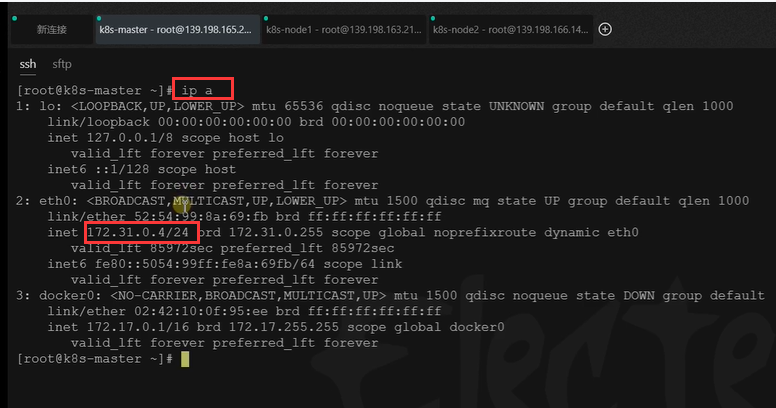 新连接
k8s-master - root@139.198.165.2...
k8s-node1 - root@139.198.163.21...
k8s-node2 - root@139.198.166.14...
ssh
sftp
[root@k8s-master ~]# ip a
1: lo: <LOOPBACK,UP,LOWER_UP> mtu 65536 qdisc noqueue state UNKNOWN group default qlen 1000
link/loopback 00:00:00:00:00:00 brd 00:00:00:00:00:00
inet 127.0.0.1/8 scope host lo
valid_lft forever preferred_lft forever
inet6 ::1/128 scope host
valid_lft forever preferred_lft forever
2: eth0: <BROADCAST,MULTICAST,UP,LOWER_UP> mtu 1500 qdisc mq state UP group default qlen 1000
link/ether 52:54:99:8a:69:fb brd ff:ff:ff:ff:ff:ff
inet 172.31.0.4/24 brd 172.31.0.255 scope global noprefixroute dynamic eth0
valid_lft 85972sec preferred_lft 85972sec
inet6 fe80::5054:99ff:fe8a:69fb/64 scope link
valid_lft forever preferred_lft forever
3: docker0: <NO-CARRIER,BROADCAST,MULTICAST,UP> mtu 1500 qdisc noqueue state DOWN group default
link/ether 02:42:10:0f:95:ee brd ff:ff:ff:ff:ff:ff
inet 172.17.0.1/16 brd 172.17.255.255 scope global docker0
valid_lft forever preferred_lft forever
[root@k8s-master ~]#